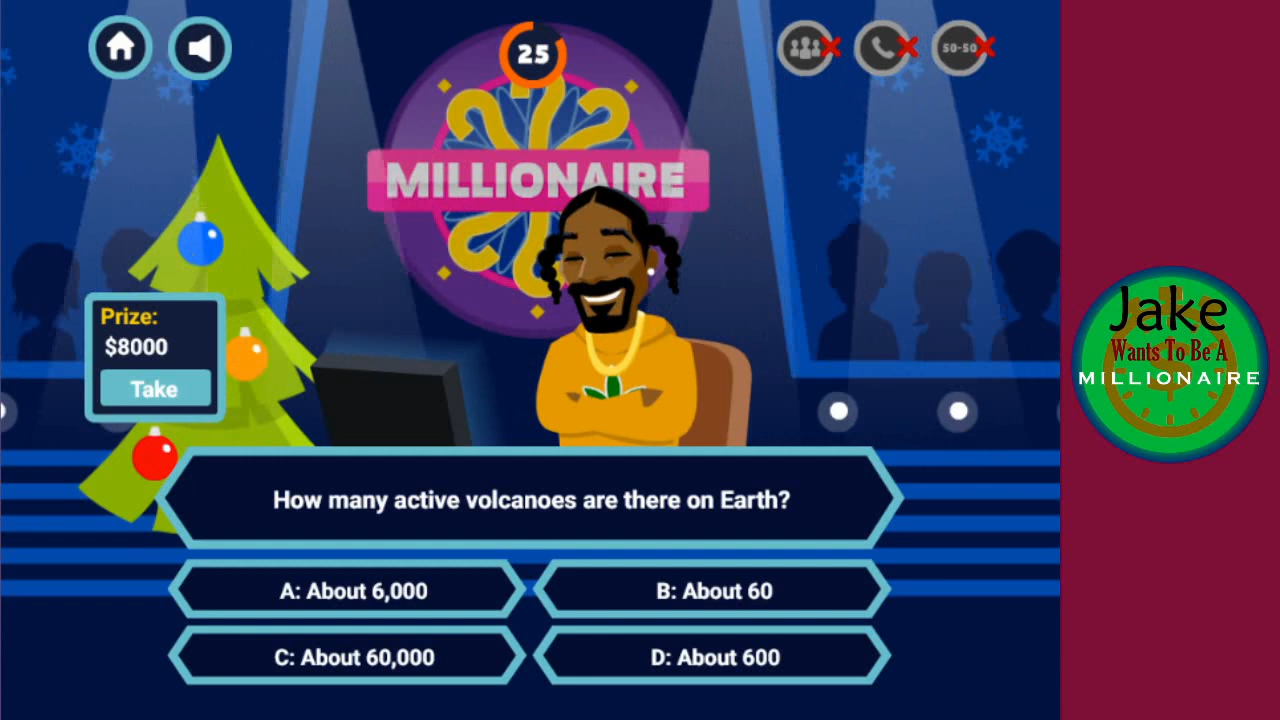 25
50-50
MILLIONAIRE
Prize:
$8000
Take
Jake
Wants To Be A
MILLIONAIRE
How many active volcanoes are there on Earth?
A: About 6,000
B: About 60
C: About 60,000
D: About 600